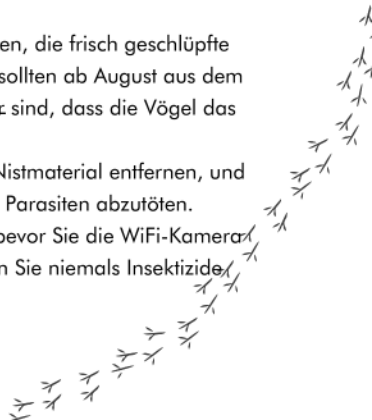 en, die frisch geschlüpfte
sollten ab August aus dem
sind, dass die Vögel das
Nistmaterial entfernen, und
Parasiten abzutöten.
bevor Sie die WiFi-Kamera
n Sie niemals Insektizide,